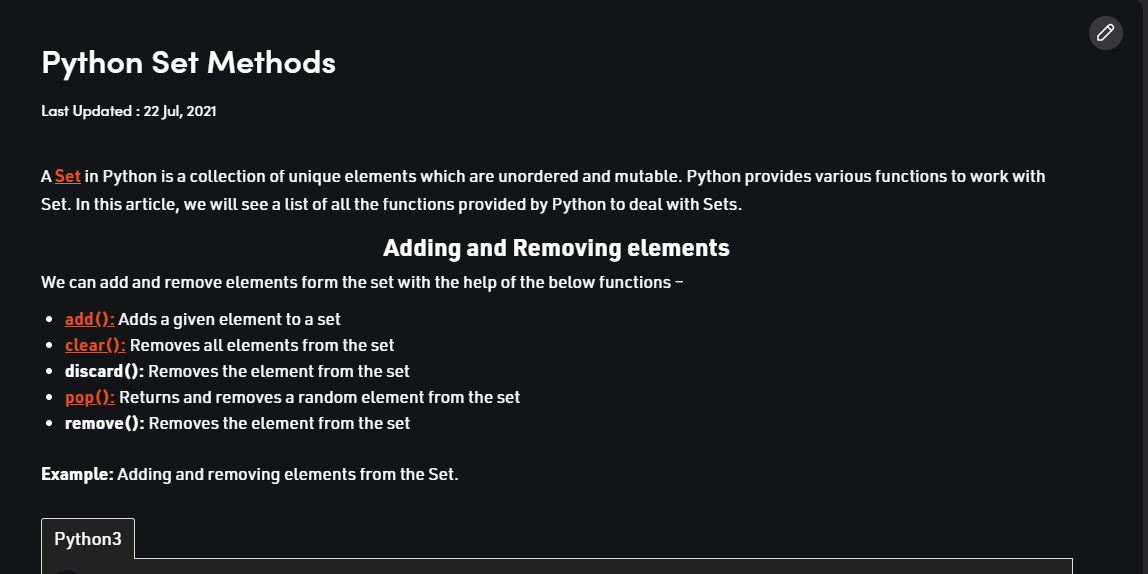 Python Set Methods
Last Updated : 22 Jul, 2021
A Set in Python is a collection of unique elements which are unordered and mutable. Python provides various functions to work with
Set. In this article, we will see a list of all the functions provided by Python to deal with Sets.
Adding and Removing elements
We can add and remove elements form the set with the help of the below functions –
• add(): Adds a given element to a set
• clear(): Removes all elements from the set
• discard(): Removes the element from the set
• pop(): Returns and removes a random element from the set
• remove(): Removes the element from the set
Example: Adding and removing elements from the Set.
Python3